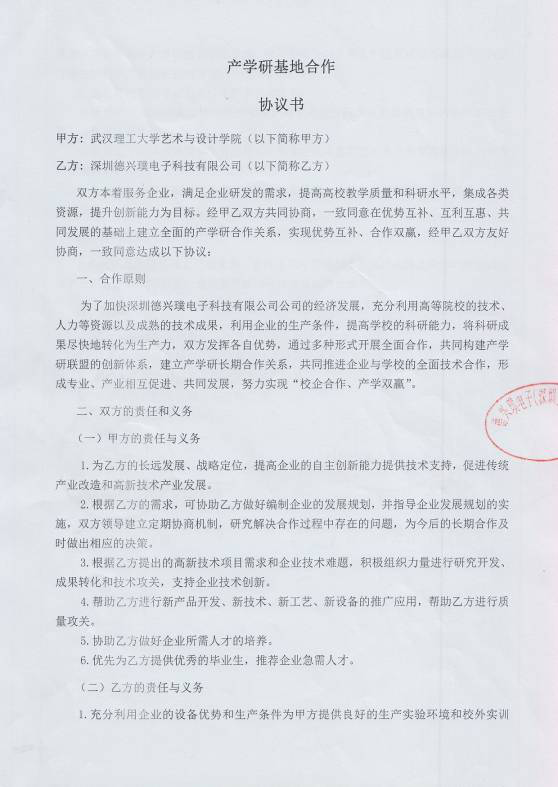 产学研基地合作
协议书
甲方: 武汉理工大学艺术与设计学院（以下简称甲方）
乙方: 深圳德兴璞电子科技有限公司（以下简称乙方）
双方本着服务企业，满足企业研发的需求，提高高校教学质量和科研水平，集成各类
资源，提升创新能力为目标。经甲乙双方共同协商，一致同意在优势互补、互利互惠、共
同发展的基础上建立全面的产学研合作关系，实现优势互补、合作双赢，经甲乙双方友好
协商，一致同意达成以下协议:
一、合作原则
为了加快深圳德兴璞电子科技有限公司公司的经济发展，充分利用高等院校的技术、
人力等资源以及成熟的技术成果，利用企业的生产条件，提高学校的科研能力，将科研成
果尽快地转化为生产力，双方发挥各自优势，通过多种形式开展全面合作，共同构建产学
研联盟的创新体系，建立产学研长期合作关系，共同推进企业与学校的全面技术合作，形
成专业、产业相互促进、共同发展，努力实现“校企合作、产学双赢”。
二、双方的责任和义务
（一）甲方的责任与义务
1.为乙方的长远发展、战略定位，提高企业的自主创新能力提供技术支持，促进传统
产业改造和高新技术产业发展。
2.根据乙方的需求，可协助乙方做好编制企业的发展规划，并指导企业发展规划的实
施，双方领导建立定期协商机制，研究解决合作过程中存在的问题，为今后的长期合作及
时做出相应的决策。
3.根据乙方提出的高新技术项目需求和企业技术难题，积极组织力量进行研究开发、
成果转化和技术攻关，支持企业技术创新。
4.帮助乙方进行新产品开发、新技术、新工艺、新设备的推广应用，帮助乙方进行质
量攻关。
5.协助乙方做好企业所需人才的培养。
6.优先为乙方提供优秀的毕业生，推荐企业急需人才。
（二）乙方的责任与义务
1.充分利用企业的设备优势和生产条件为甲方提供良好的生产实验环境和校外实训
电子(深圳